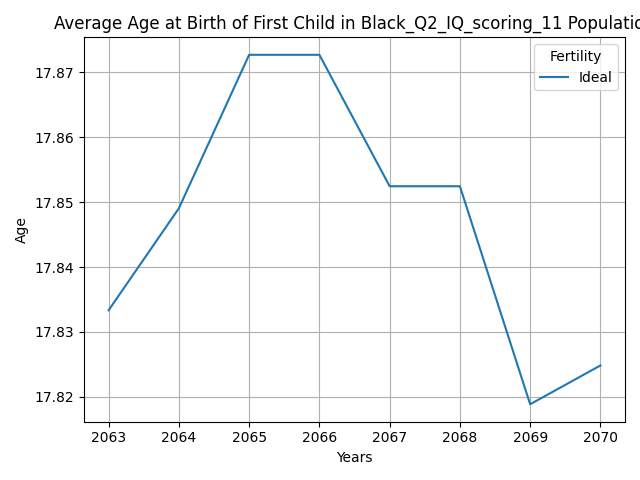 Average Age at Birth of First Child in Black_Q2_IQ_scoring_11 Populatio
Fertility
Ideal
17.87
17.86
17.85
17.84
17.83
17.82
Age
2063 2064 2065 2066 2067 2068 2069 2070
Years